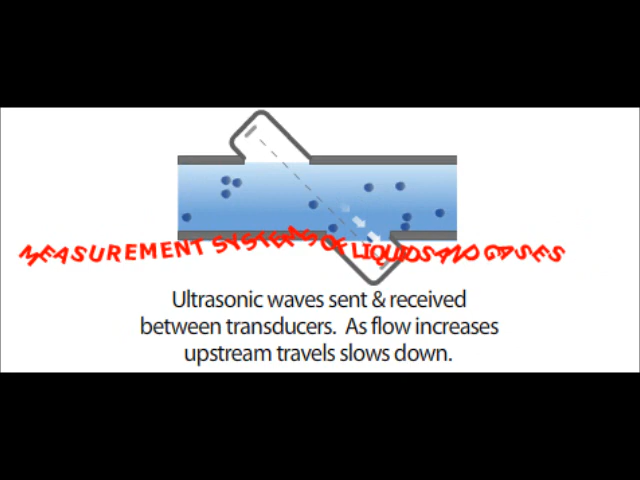 MEASUREMENT SYSTEMS OF LIQUIDS AND GASES
Ultrasonic waves sent & received
between transducers. As flow increases
upstream travels slows down.